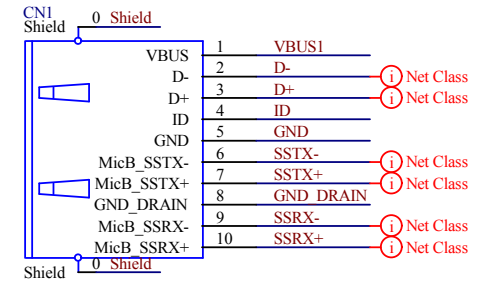 CN1
Shield 0 Shield
VBUS 1 VBUS1
D- 2 D- i Net Class
D+ 3 D+ i Net Class
ID 4 ID
GND 5 GND
MicB_SSTX- 6 SSTX- i Net Class
MicB_SSTX+ 7 SSTX+ i Net Class
GND_DRAIN 8 GND_DRAIN
MicB_SSRX- 9 SSRX- i Net Class
MicB_SSRX+ 10 SSRX+ i Net Class
Shield 0 Shield